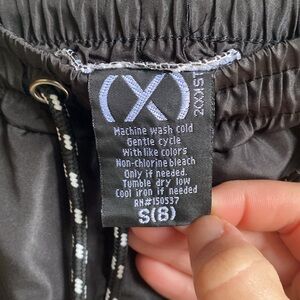 (X)
Machine wash cold
Gentle cycle
With like colors
Non-chlorine bleach
Only if needed.
Tumble dry low
Cool iron if needed
RN#150537
S(8)